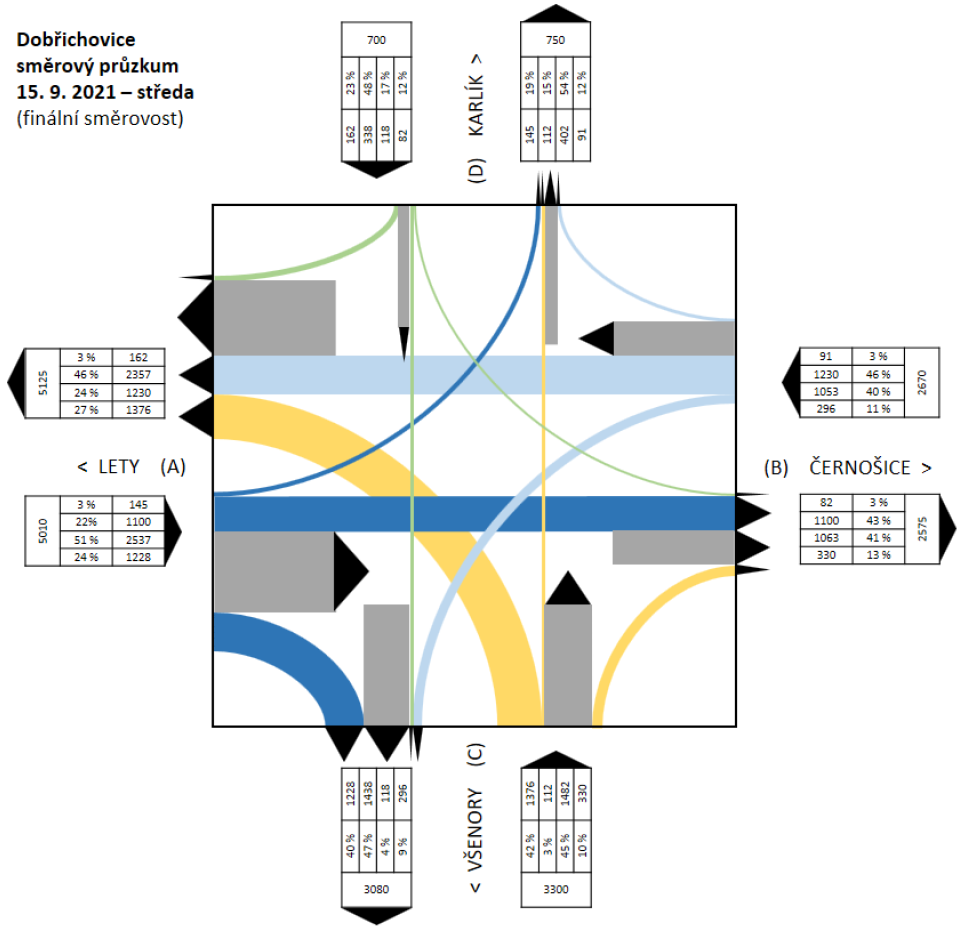 Dobřichovice
směrový průzkum
15. 9. 2021 – středa
(finální směrovost)
700
23 % 48 % 17 % 12 %
162 338 118 82
(D) KARLÍK >
750
19 % 15 % 54 % 12 %
145 112 402 91
5125
3 % 162
46 % 2357
24 % 1230
27 % 1376
< LETY (A)
5010
3 % 145
22% 1100
51 % 2537
24 % 1228
91 3 %
1230 46 %
1053 40 %
296 11 %
2670
(B) ČERNOŠICE >
82 3 %
1100 43 %
1063 41 %
330 13 %
2575
1228 1438 118 296
40 % 47 % 4 % 9 %
3080
< VŠENORY (C)
1376 112 1482 330
42 % 3 % 45 % 10 %
3300